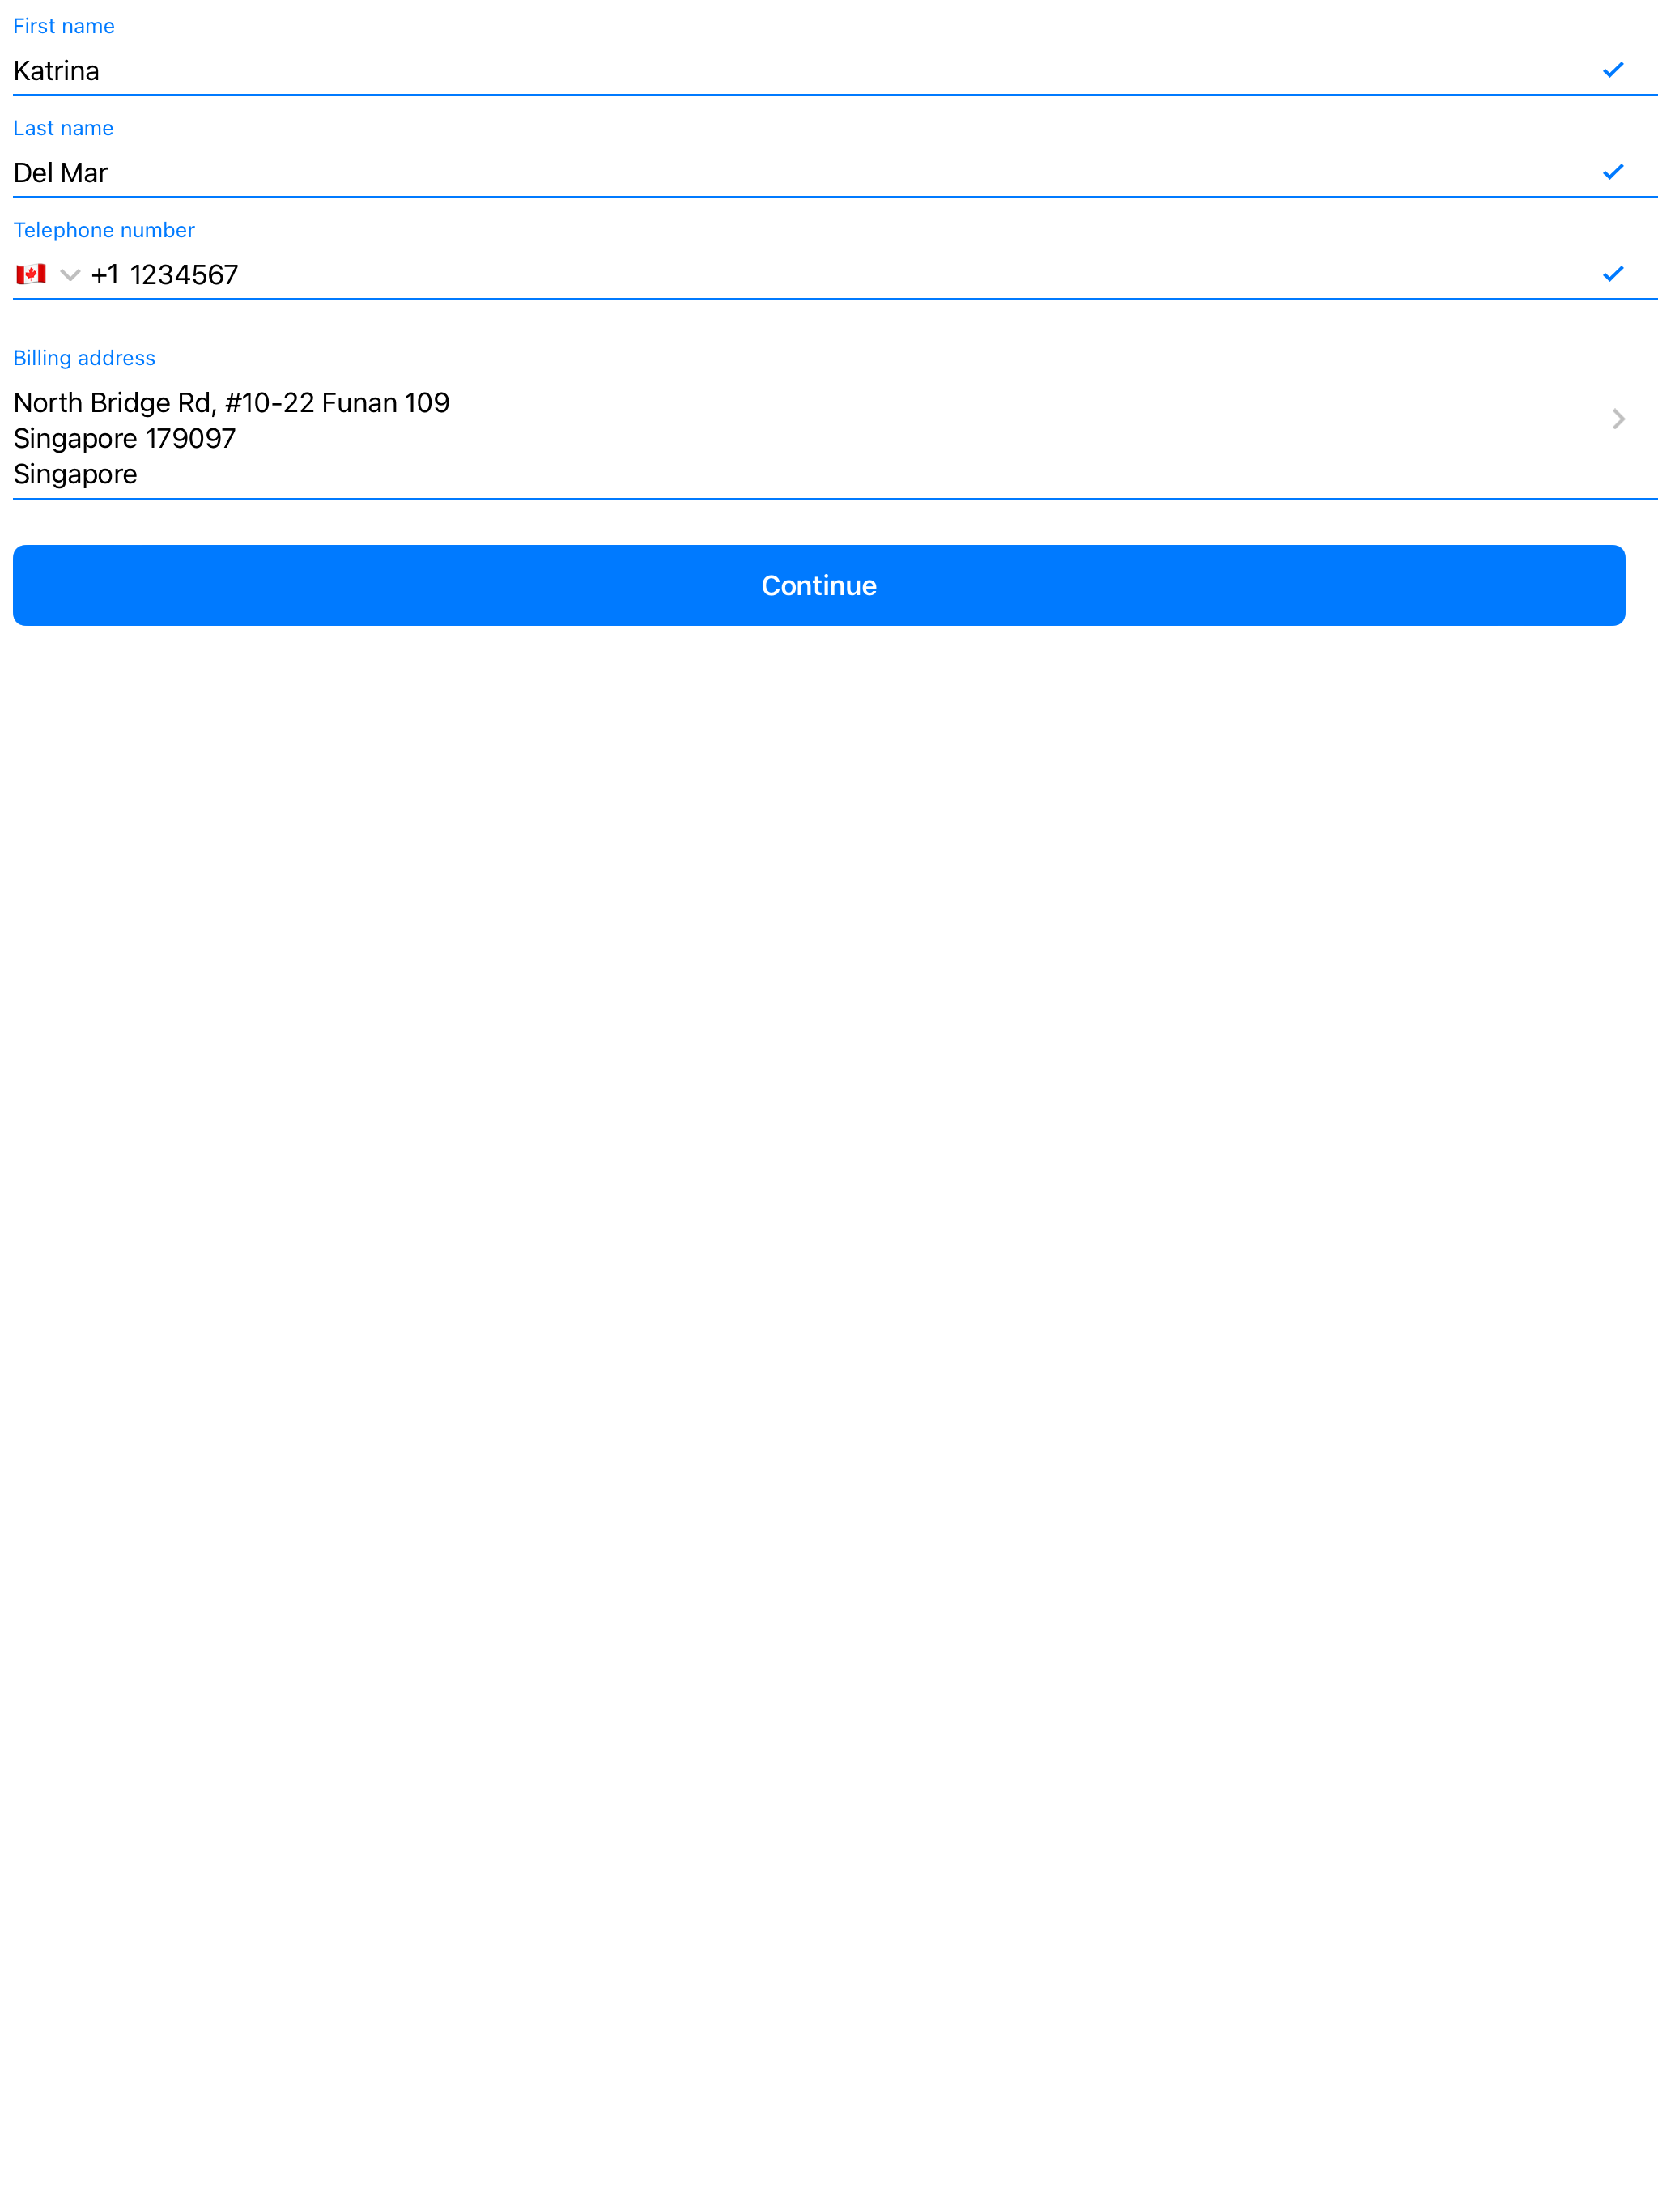 First name
Katrina
Last name
Del Mar
Telephone number
+1 1234567
Billing address
North Bridge Rd, #10-22 Funan 109
Singapore 179097
Singapore
Continue